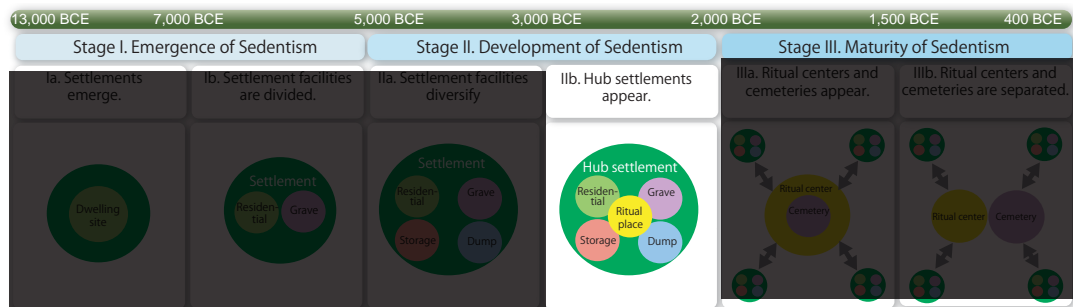 13,000 BCE 7,000 BCE 5,000 BCE 3,000 BCE 2,000 BCE 1,500 BCE 400 BCE
Stage I. Emergence of Sedentism
Stage II. Development of Sedentism
Stage III. Maturity of Sedentism
Ia. Settlements
emerge.
Ib. Settlement facilities
are divided.
IIa. Settlement facilities
diversify
IIb. Hub settlements
appear.
IIIa. Ritual centers and
cemeteries appear.
IIIb. Ritual centers and
cemeteries are separated.
Dwelling
site
Settlement
Residen-
tial
Grave
Settlement
Residen-
tial
Grave
Storage
Dump
Hub settlement
Residen-
tial
Grave
Ritual
place
Storage
Dump
Ritual center
Cemetery
Ritual center
Cemetery